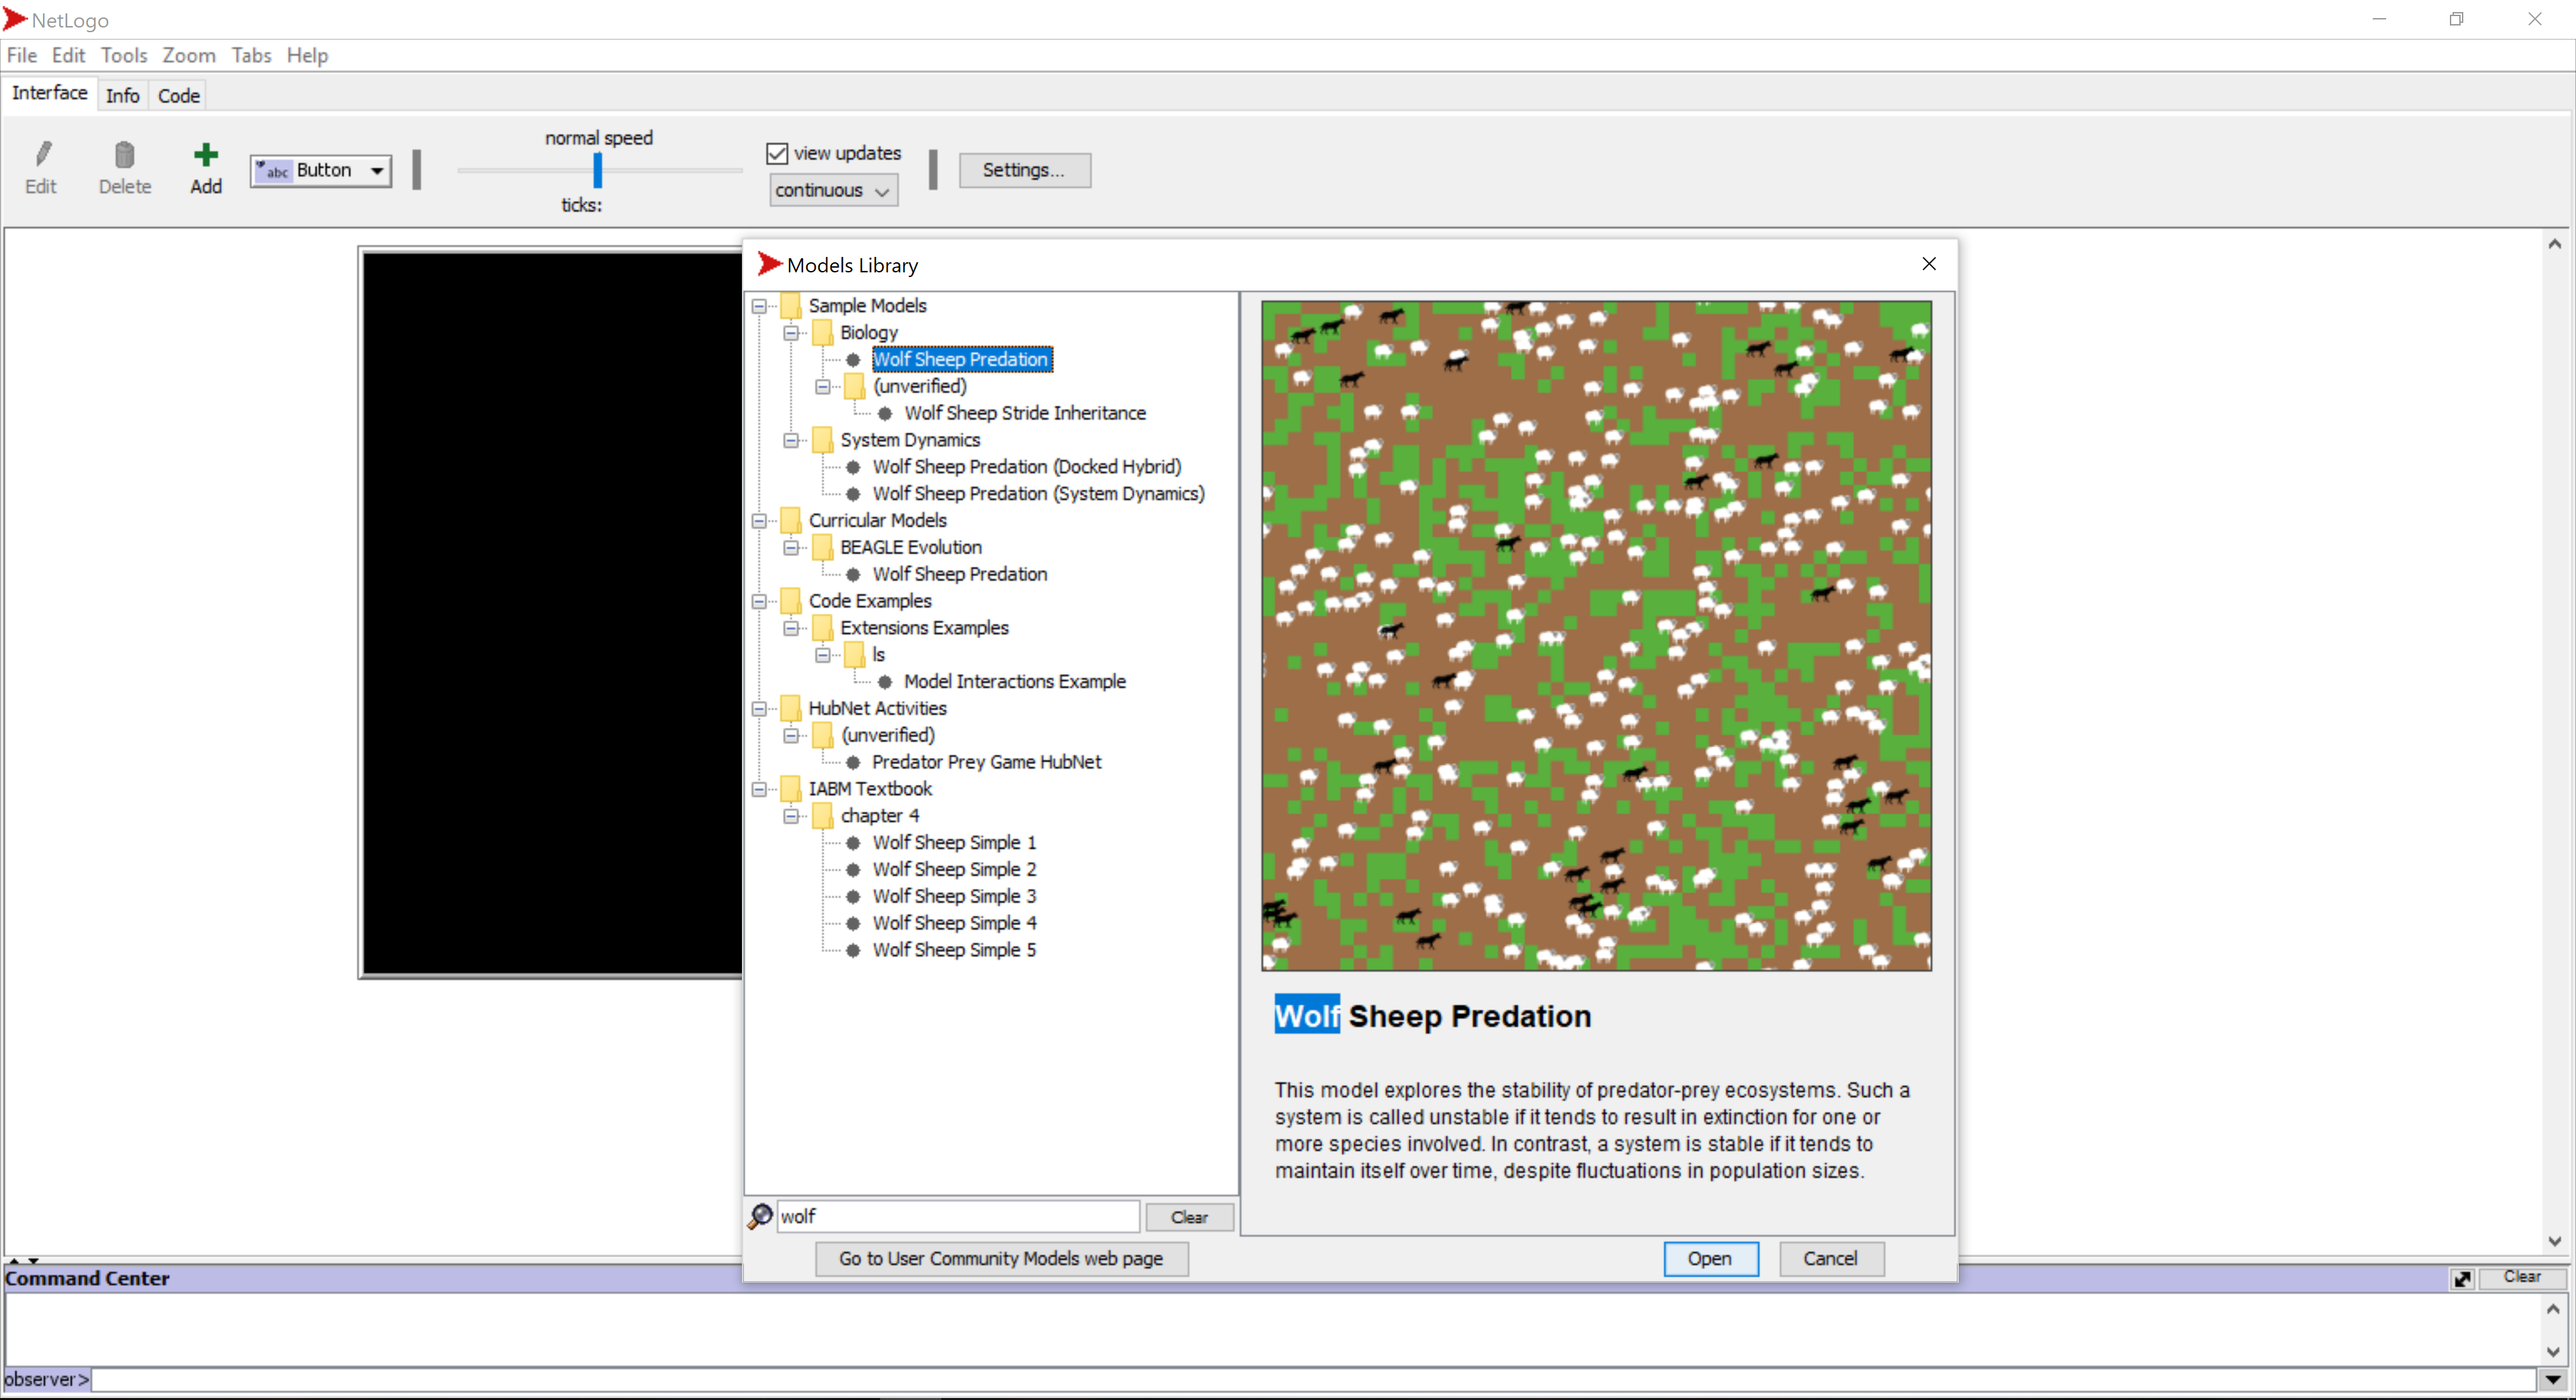 NetLogo
File Edit Tools Zoom Tabs Help
Interface Info Code
normal speed
view updates
Edit Delete Add abc Button continuous Settings...
ticks:
Models Library
Sample Models
Biology
Wolf Sheep Predation
(unverified)
Wolf Sheep Stride Inheritance
System Dynamics
Wolf Sheep Predation (Docked Hybrid)
Wolf Sheep Predation (System Dynamics)
Curricular Models
BEAGLE Evolution
Wolf Sheep Predation
Code Examples
Extensions Examples
ls
Model Interactions Example
HubNet Activities
(unverified)
Predator Prey Game HubNet
IABM Textbook
chapter 4
Wolf Sheep Simple 1
Wolf Sheep Simple 2
Wolf Sheep Simple 3
Wolf Sheep Simple 4
Wolf Sheep Simple 5
Wolf Sheep Predation
This model explores the stability of predator-prey ecosystems. Such a
system is called unstable if it tends to result in extinction for one or
more species involved. In contrast, a system is stable if it tends to
maintain itself over time, despite fluctuations in population sizes.
wolf Clear
Go to User Community Models web page Open Cancel
Command Center Clear
observer>